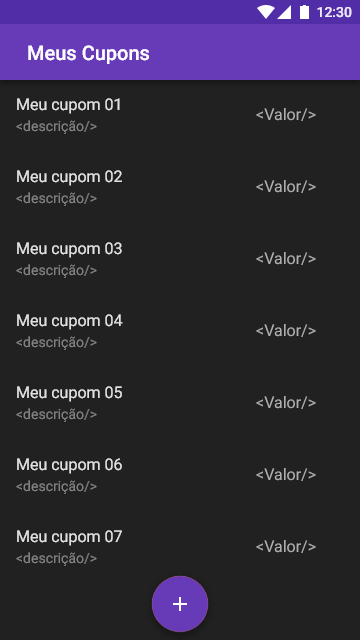 12:30
Meus Cupons
Meu cupom 01
<descrição/>
<Valor/>
Meu cupom 02
<descrição/>
<Valor/>
Meu cupom 03
<descrição/>
<Valor/>
Meu cupom 04
<descrição/>
<Valor/>
Meu cupom 05
<descrição/>
<Valor/>
Meu cupom 06
<descrição/>
<Valor/>
Meu cupom 07
<descrição/>
<Valor/>
+